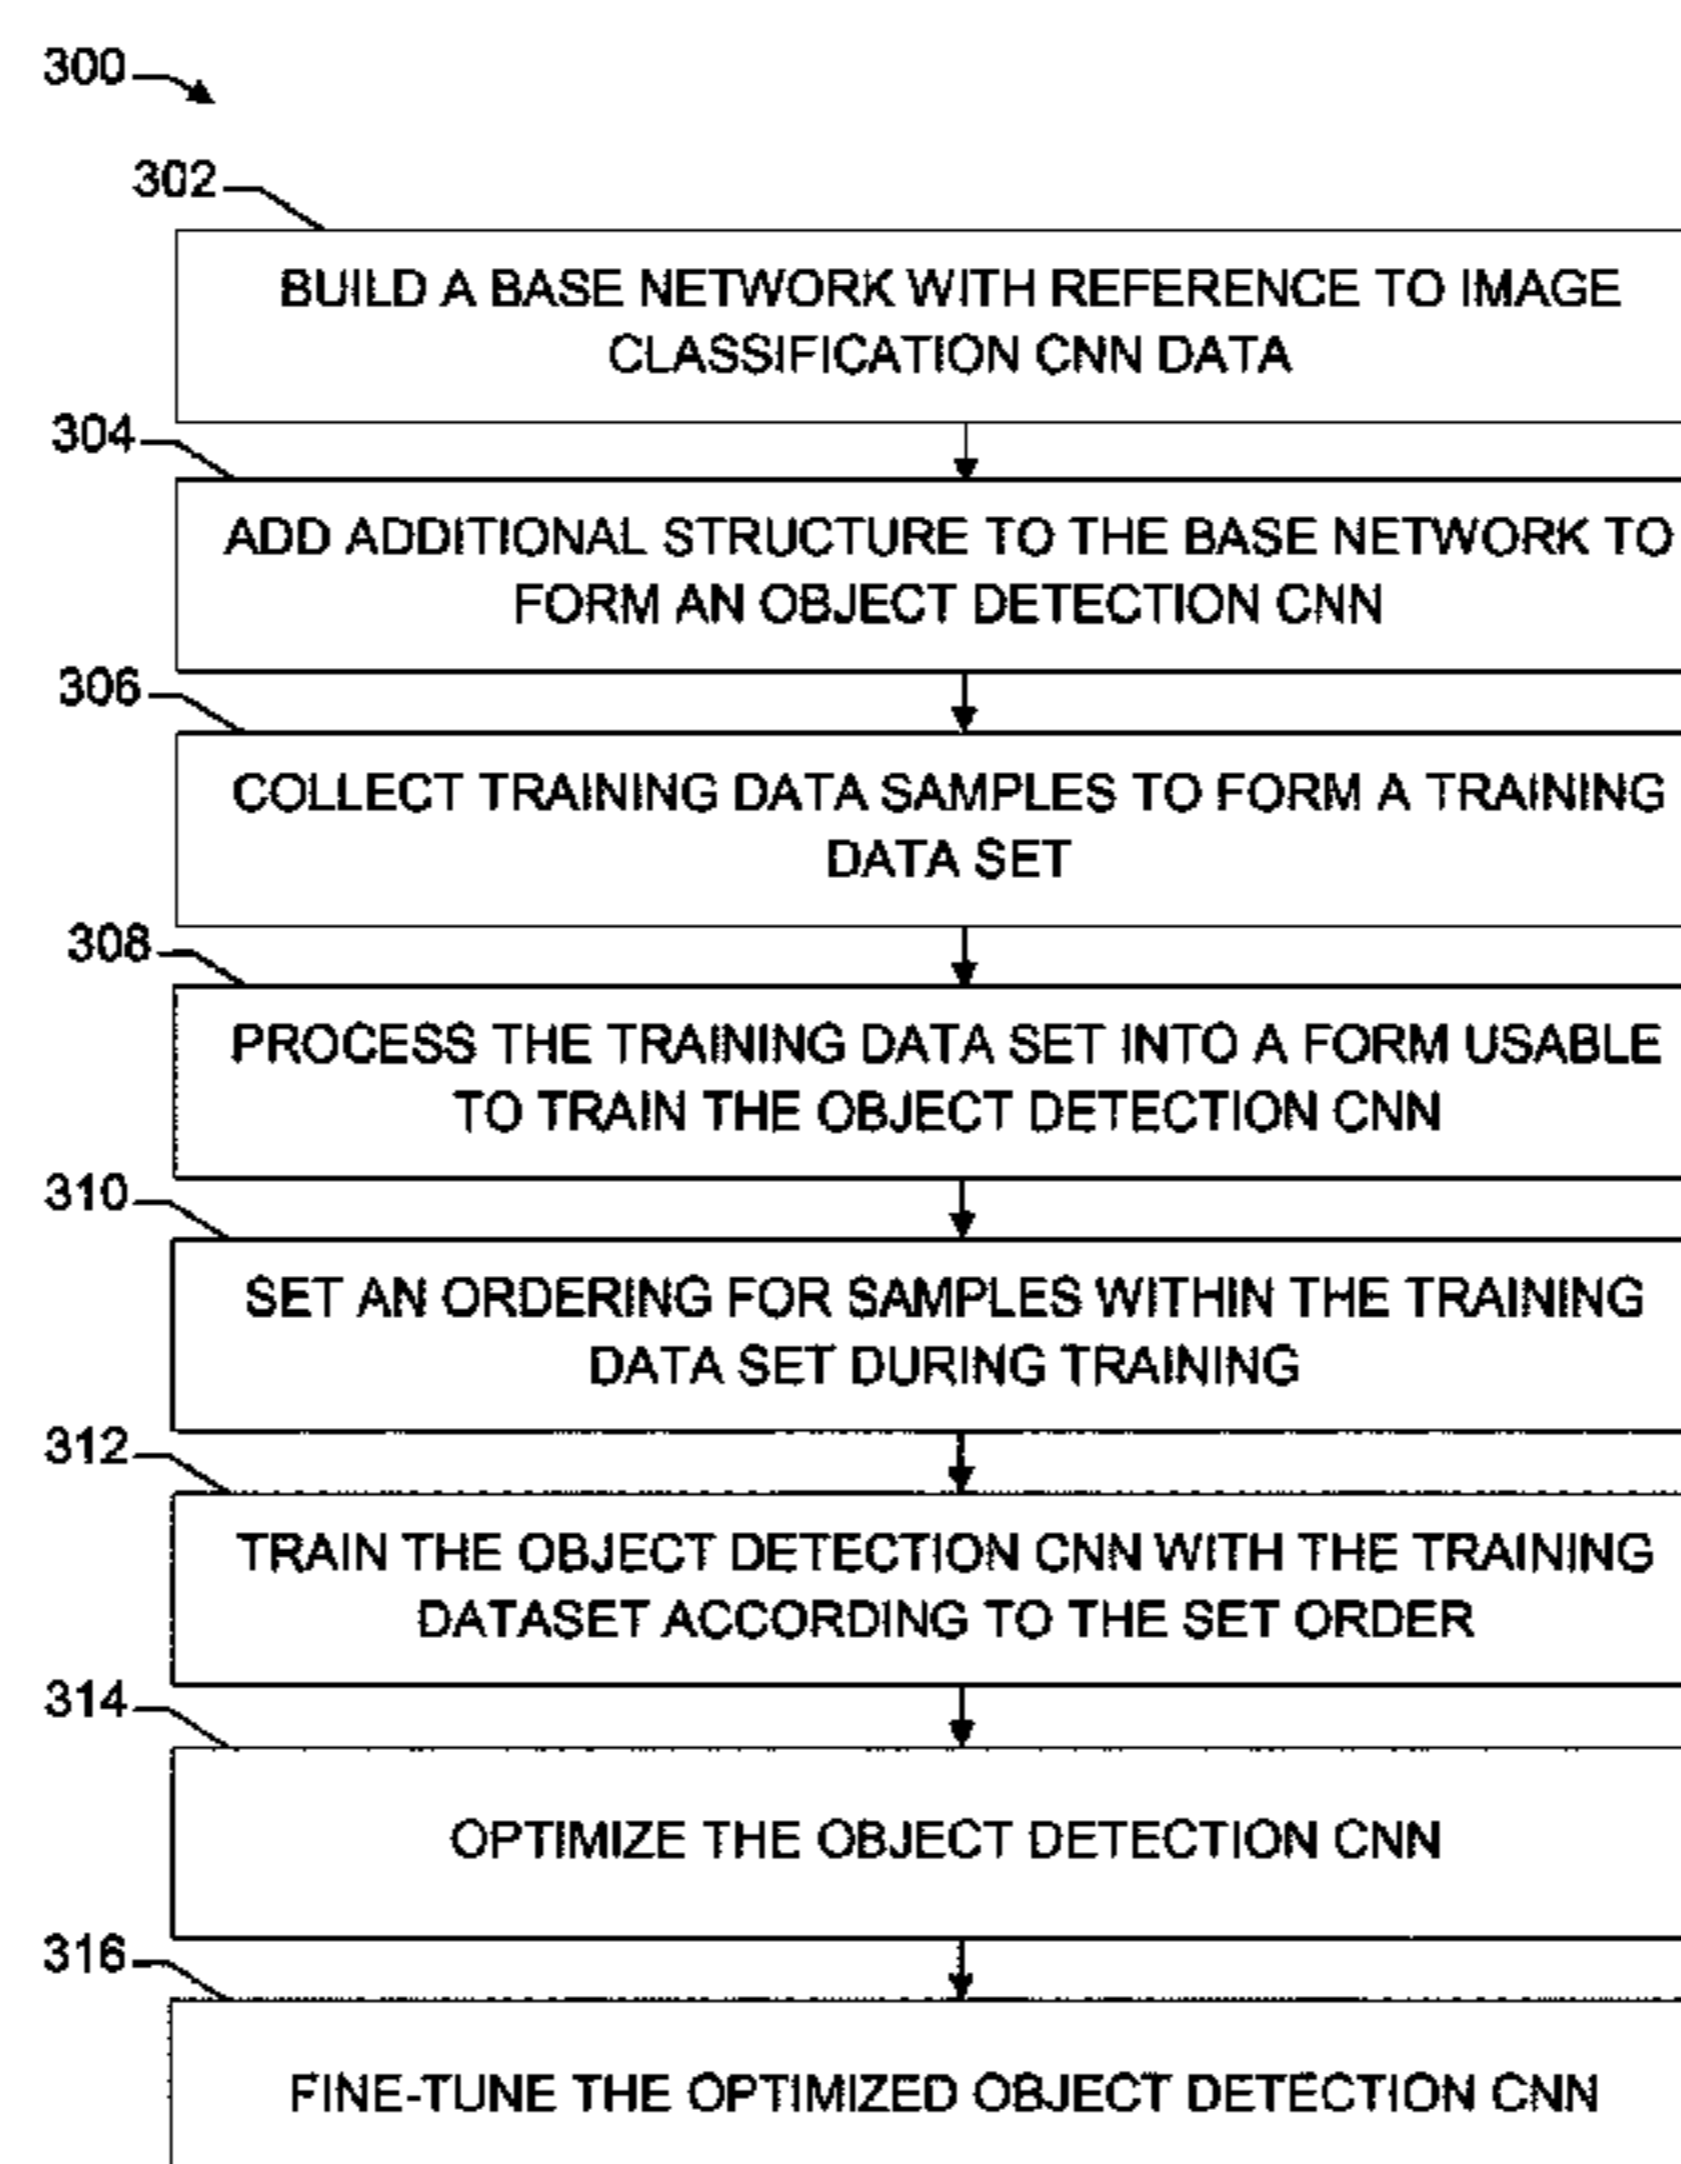 300
302
BUILD A BASE NETWORK WITH REFERENCE TO IMAGE
CLASSIFICATION CNN DATA
304
ADD ADDITIONAL STRUCTURE TO THE BASE NETWORK TO
FORM AN OBJECT DETECTION CNN
306
COLLECT TRAINING DATA SAMPLES TO FORM A TRAINING
DATA SET
308
PROCESS THE TRAINING DATA SET INTO A FORM USABLE
TO TRAIN THE OBJECT DETECTION CNN
310
SET AN ORDERING FOR SAMPLES WITHIN THE TRAINING
DATA SET DURING TRAINING
312
TRAIN THE OBJECT DETECTION CNN WITH THE TRAINING
DATASET ACCORDING TO THE SET ORDER
314
OPTIMIZE THE OBJECT DETECTION CNN
316
FINE-TUNE THE OPTIMIZED OBJECT DETECTION CNN